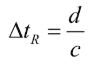 Δt_R = d/c